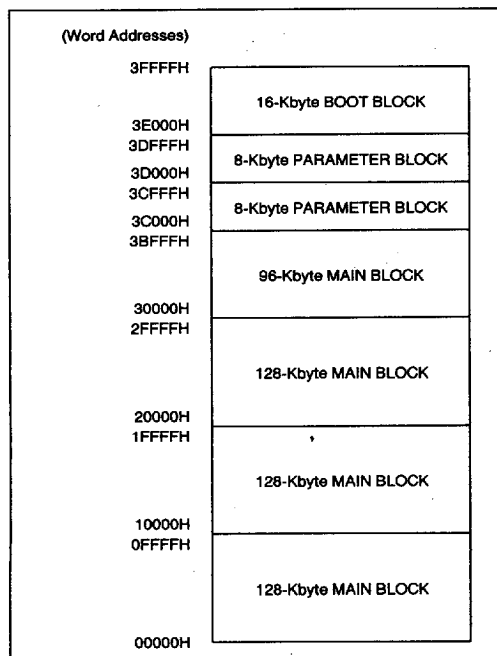 (Word Addresses)
3FFFFH
16-Kbyte BOOT BLOCK
3E000H
3DFFFH
8-Kbyte PARAMETER BLOCK
3D000H
3CFFFH
8-Kbyte PARAMETER BLOCK
3C000H
3BFFFH
96-Kbyte MAIN BLOCK
30000H
2FFFFH
128-Kbyte MAIN BLOCK
20000H
1FFFFH
128-Kbyte MAIN BLOCK
10000H
0FFFFH
128-Kbyte MAIN BLOCK
00000H